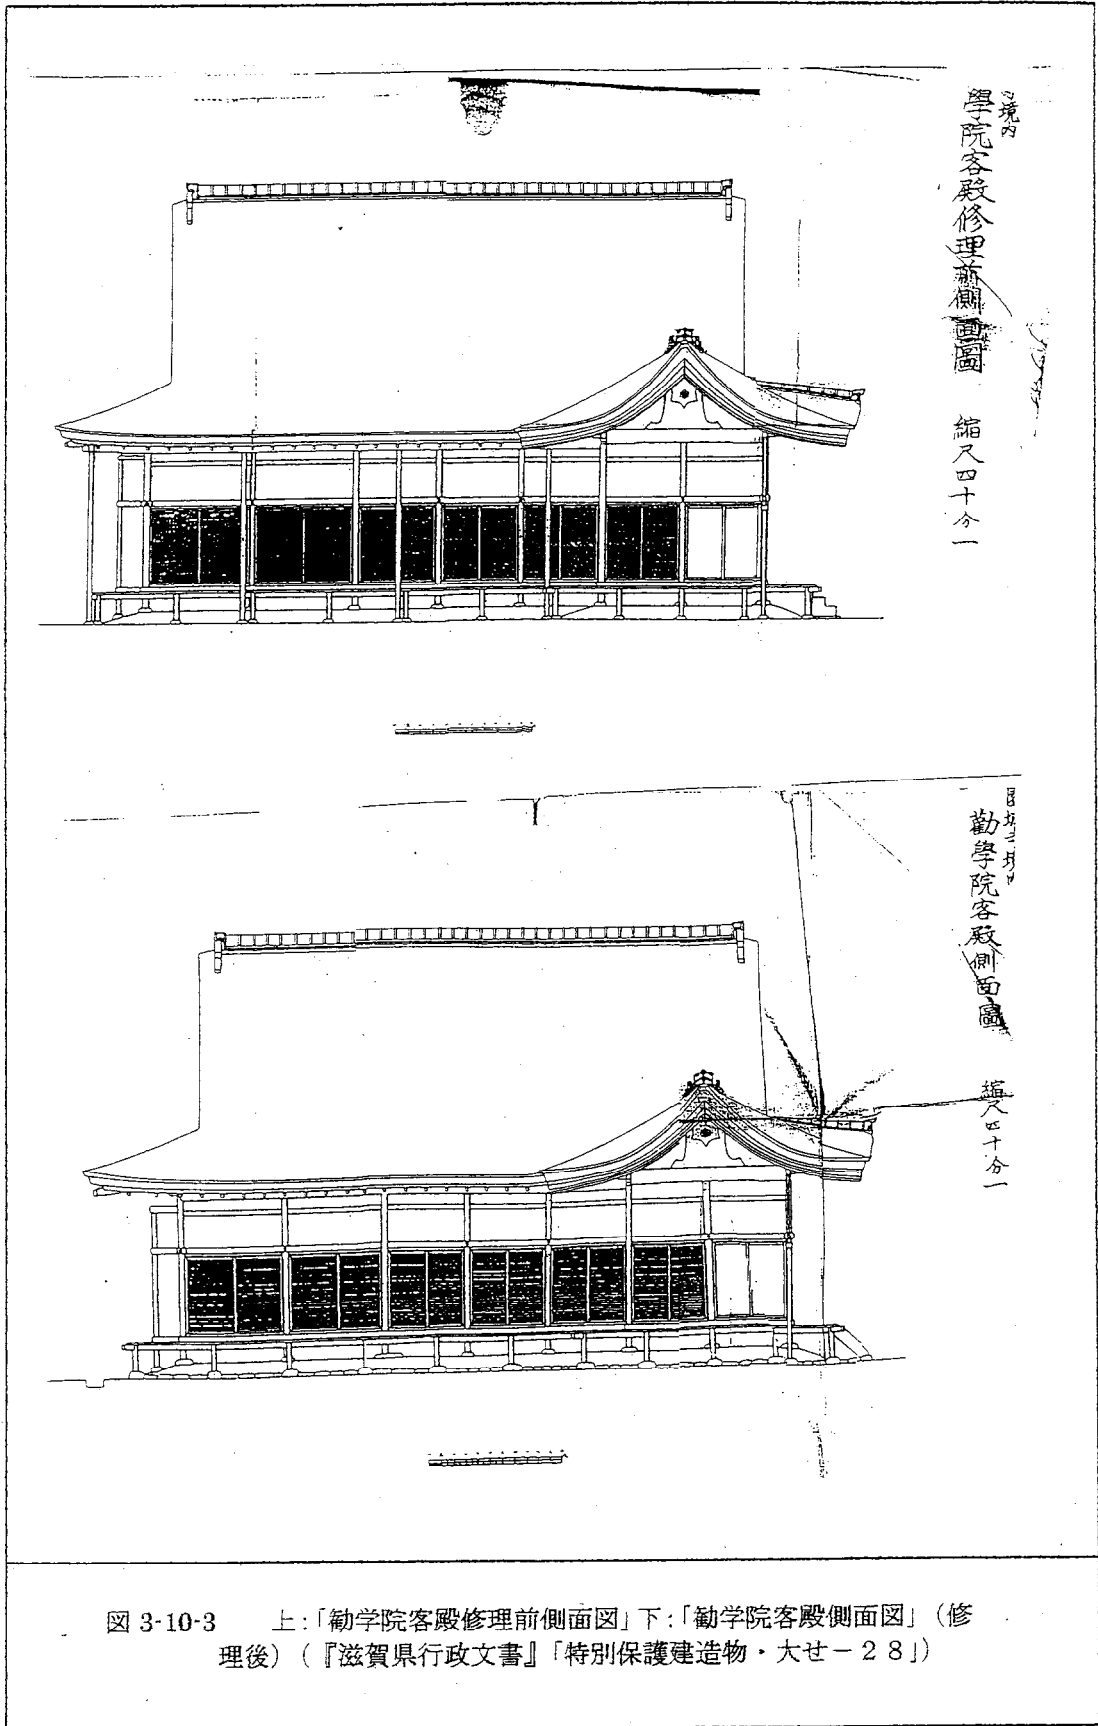 境内
學院客殿修理前側面圖　縮尺四十分一
勸學院客殿側面圖　縮尺四十分一
図 3-10-3　上：「勧学院客殿修理前側面図」下：「勧学院客殿側面図」（修
理後）（『滋賀県行政文書』「特別保護建造物・大せ－２８」）